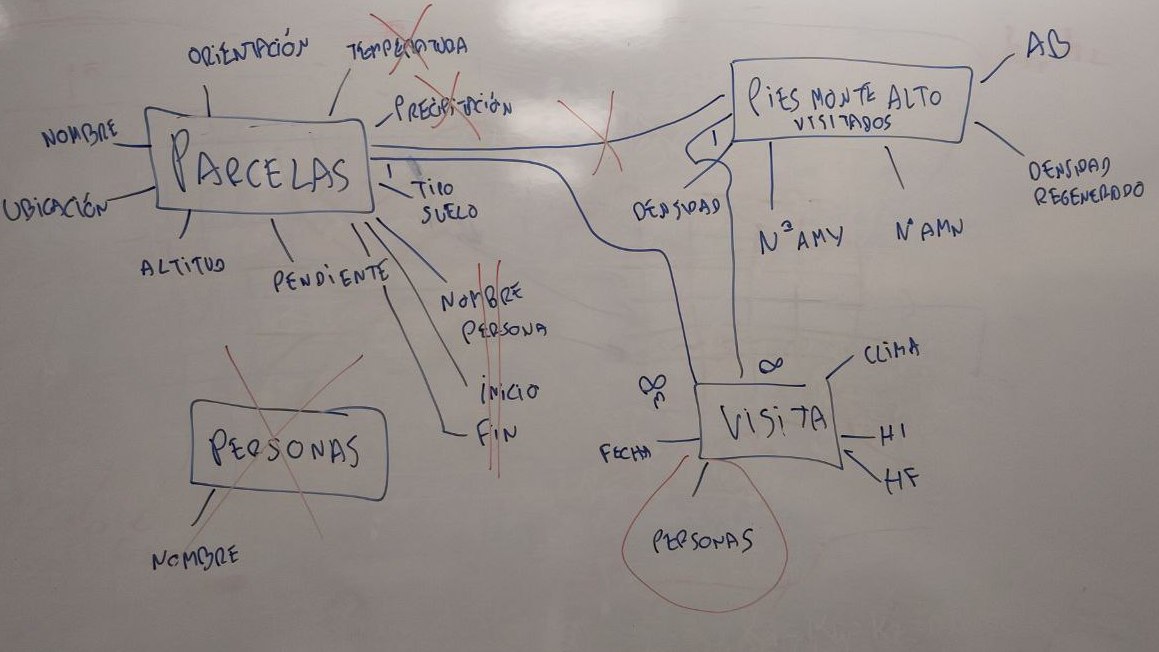 ORIENTACIÓN
TEMPERATURA
PRECIPITACIÓN
NOMBRE
PARCELAS
1
TIPO
SUELO
UBICACIÓN
ALTITUD
PENDIENTE
NOMBRE
PERSONA
INICIO
FIN
PIES MONTE ALTO
VISITADOS
AB
1
DENSIDAD
DENSIDAD
REGENERADO
Nº AMY
Nº AMN
∞
∞
CLIMA
VISITA
FECHA
HI
HF
PERSONAS
PERSONAS
NOMBRE